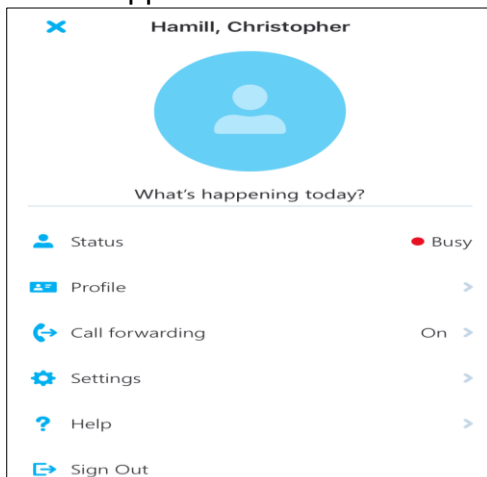 Hamill, Christopher
What's happening today?
Status Busy
Profile
Call forwarding On
Settings
Help
Sign Out